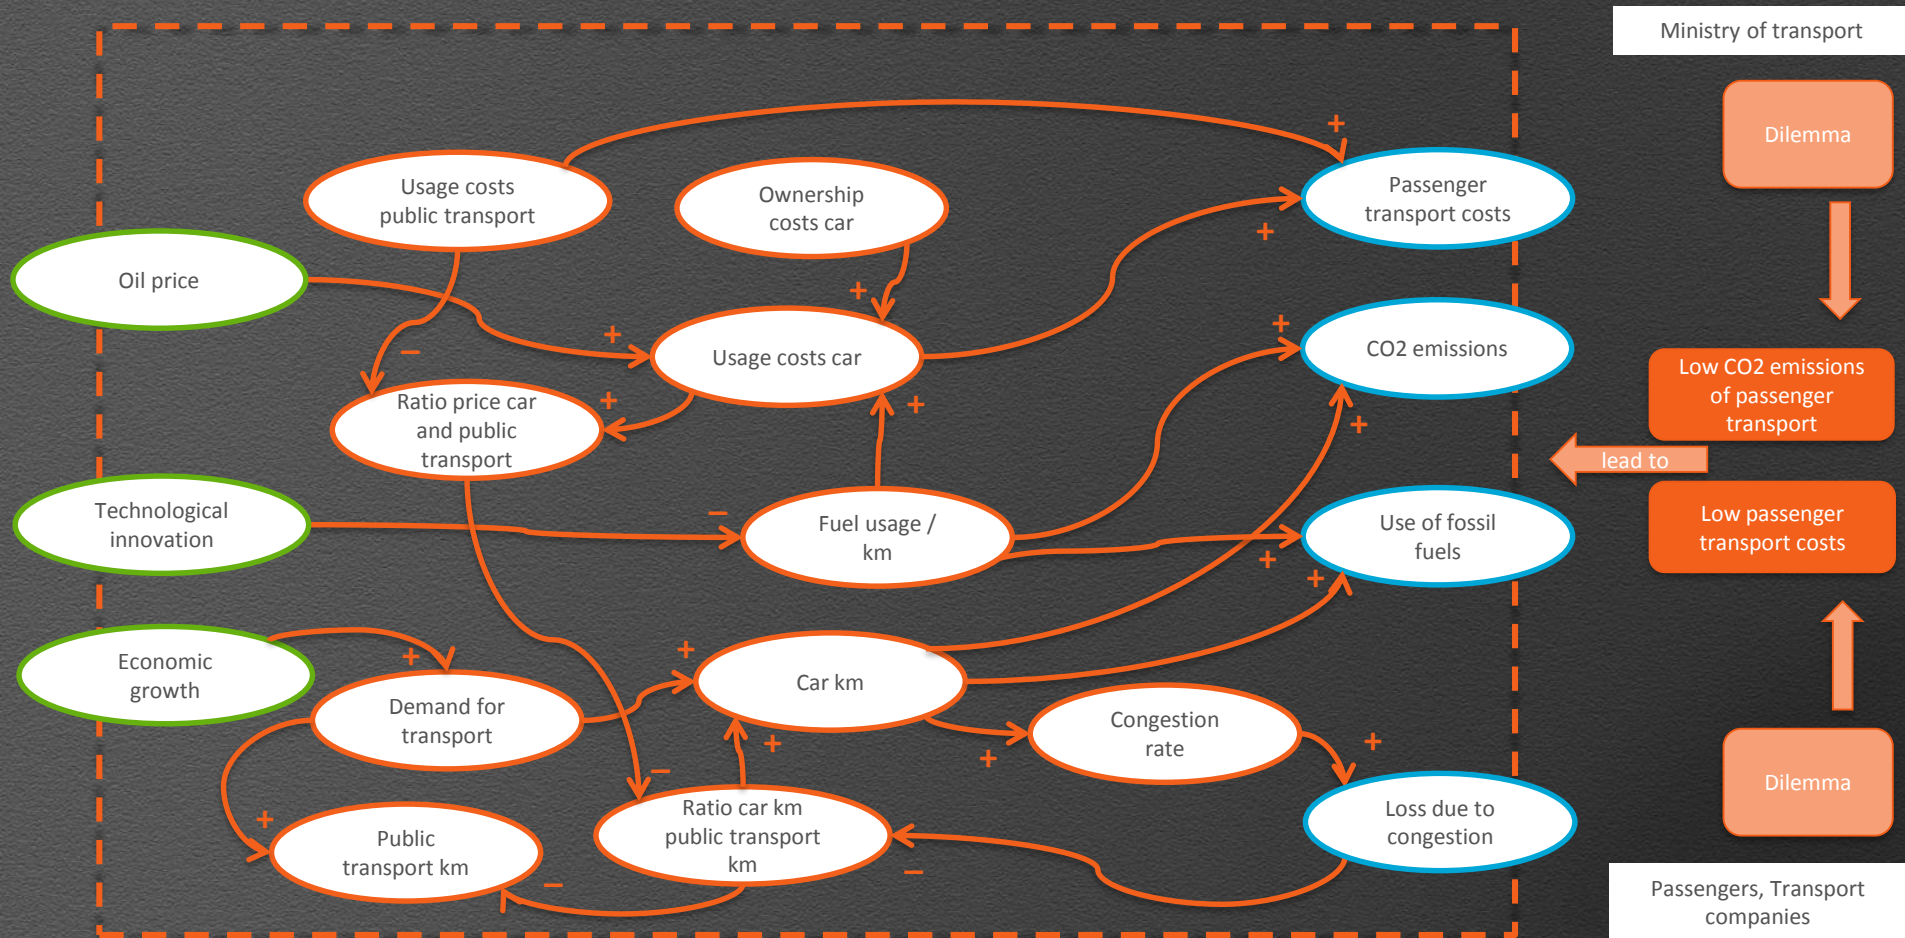 Ministry of transport
Dilemma
Usage costs
public transport
Ownership
costs car
Passenger
transport costs
+
+
Oil price
+
+
+
–
Usage costs car
CO2 emissions
Low CO2 emissions
of passenger
transport
Ratio price car
and public
transport
+
+
+
lead to
Technological
innovation
–
Fuel usage /
km
Use of fossil
fuels
Low passenger
transport costs
+
+
Economic
growth
+
+
Car km
Demand for
transport
Congestion
rate
+
+
+
–
Dilemma
Ratio car km
public transport
km
Loss due to
congestion
+
Public
transport km
–
–
Passengers, Transport
companies